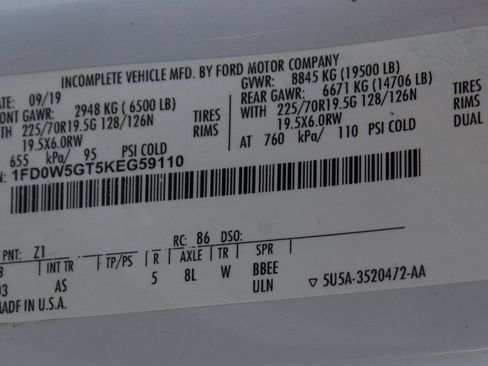 INCOMPLETE VEHICLE MFD. BY FORD MOTOR COMPANY
09/19 GVWR: 8845 KG (19500 LB)
GAWR: 2948 KG (6500 LB) REAR GAWR: 6671 KG (14706 LB)
WITH 225/70R19.5G 128/126N TIRES WITH 225/70R19.5G 128/126N TIRES
19.5X6.0RW RIMS 19.5X6.0RW RIMS
655 kPa/ 95 PSI COLD AT 760 kPa/ 110 PSI COLD DUAL
1FD0W5GT5KEG59110
PNT: Z1 RC: 86 DSO:
INT TR TP/PS R AXLE TR SPR
AS 5 8L W BBEE
MADE IN U.S.A. ULN ▽ 5U5A-3520472-AA